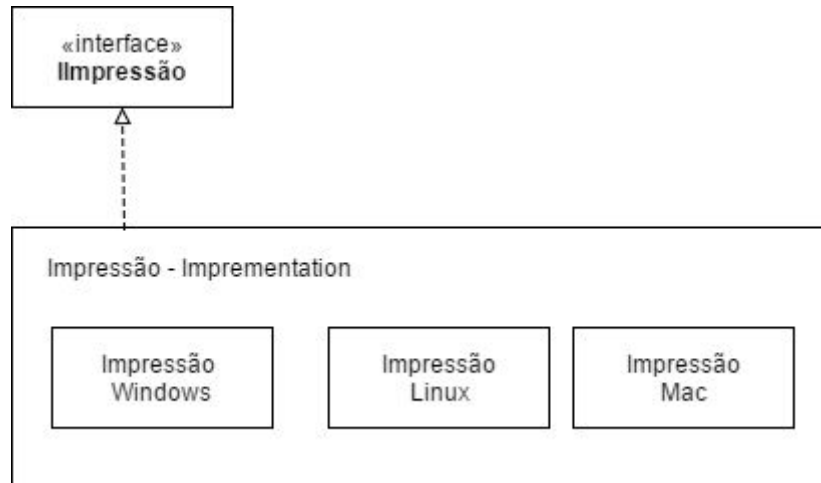 «interface»
IImpressão
Impressão - Imprementation
Impressão
Windows
Impressão
Linux
Impressão
Mac